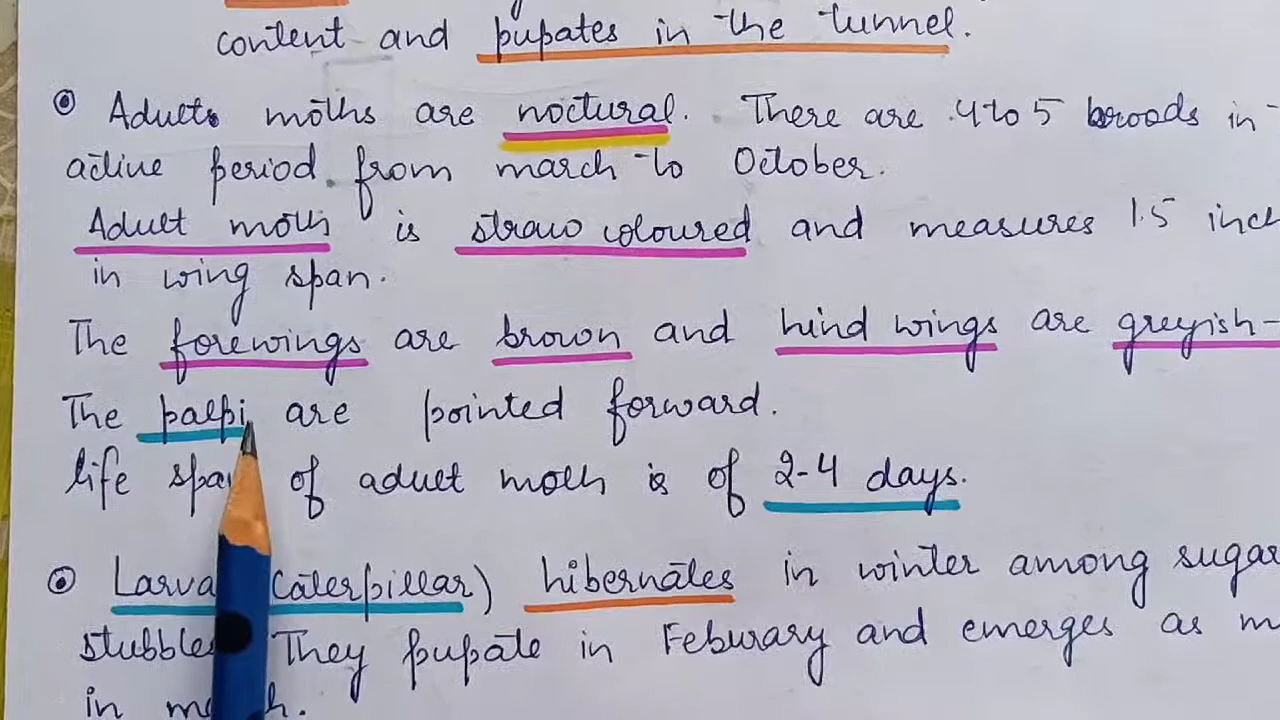 content and pupates in the tunnel.
Adults moths are noctural. There are 4 to 5 broods in
active period from march to October.
Adult moth is straw coloured and measures 1.5 inch
in wing span.
The forewings are brown and hind wings are greyish-
The palpi are pointed forward.
life span of adult moth is of 2-4 days.
Larva (caterpillar) hibernates in winter among sugar
stubbles They pupate in Feburary and emerges as m
in